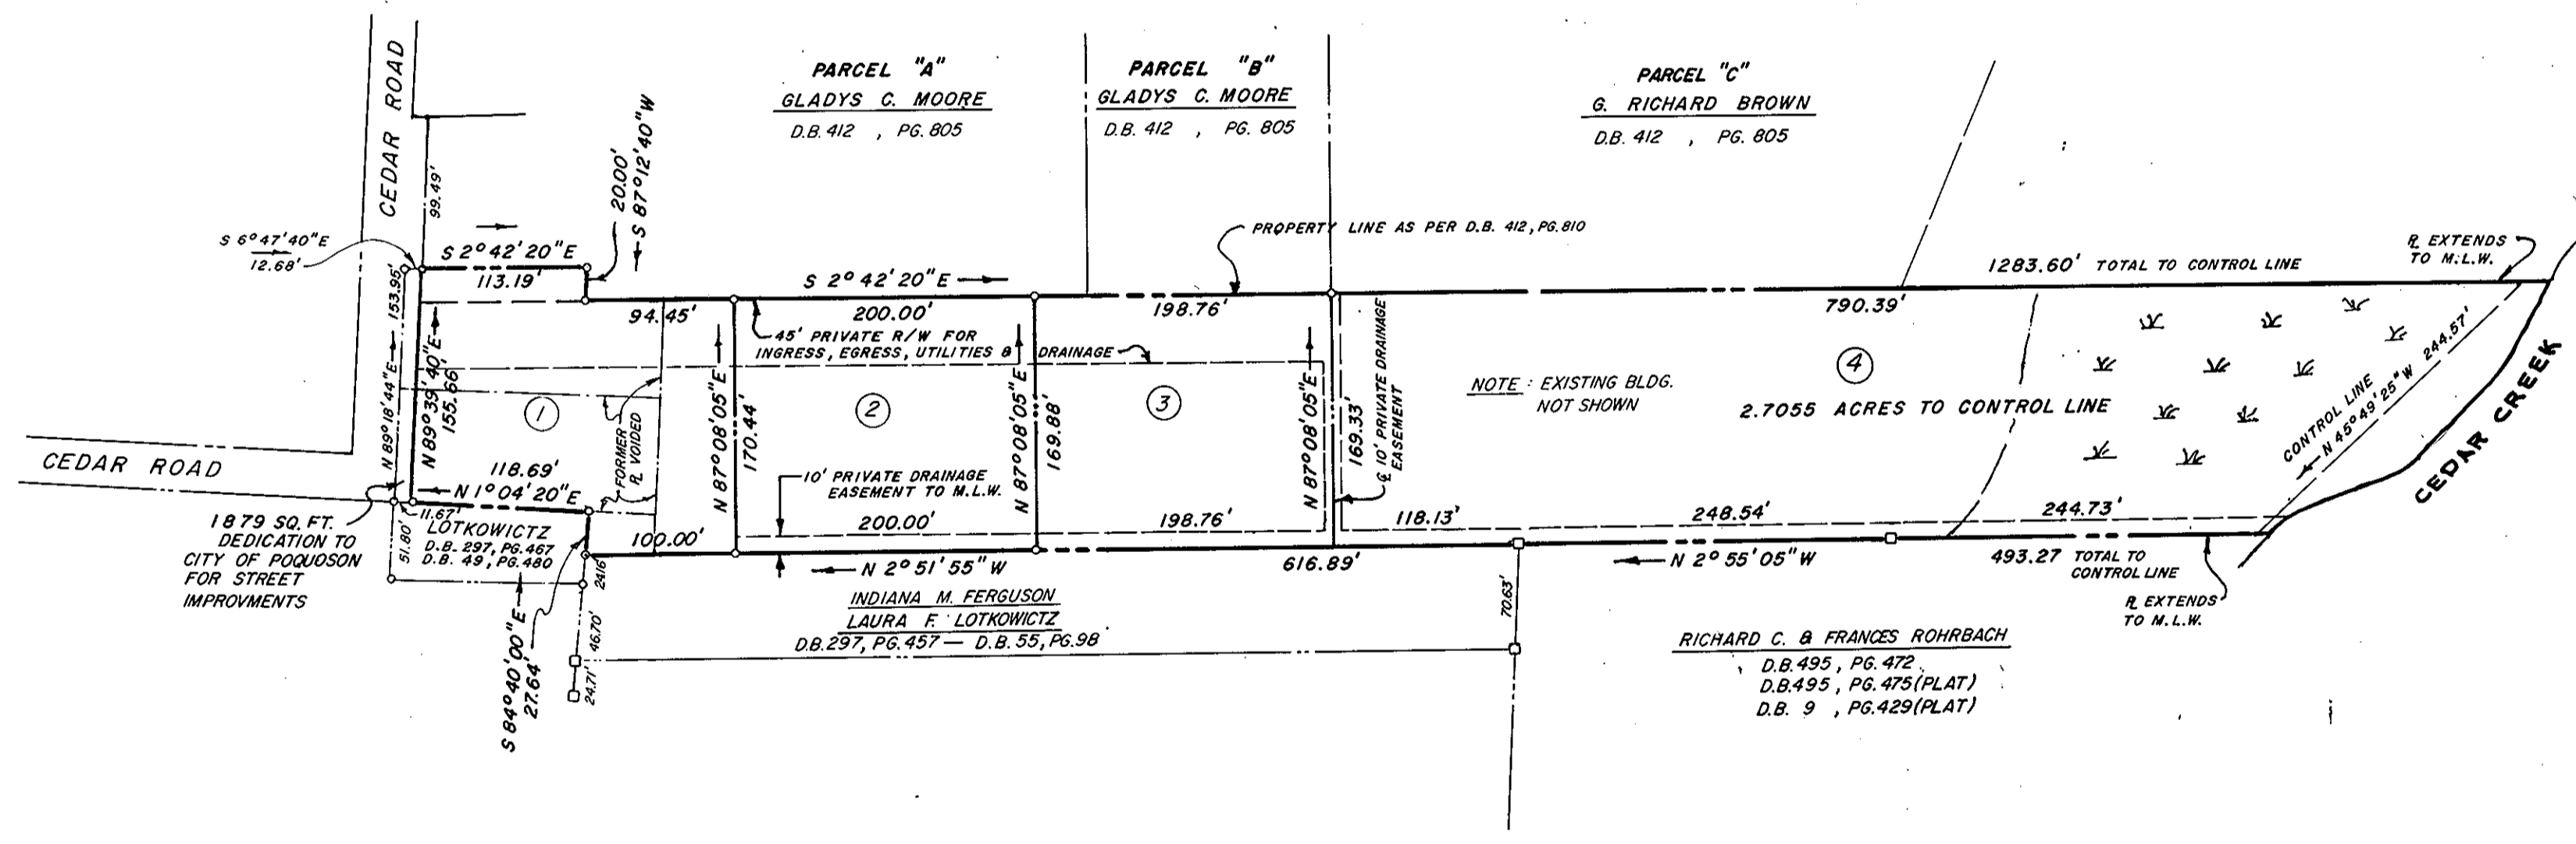 CEDAR ROAD
PARCEL "A"
GLADYS C. MOORE
D.B. 412 , PG. 805
PARCEL "B"
GLADYS C. MOORE
D.B. 412 , PG. 805
PARCEL "C"
G. RICHARD BROWN
D.B. 412 , PG. 805
99.49'
20.00'
S 87°12'40"W
S 6°47'40"E
12.68'
S 2°42'20"E
113.19'
S 2°42'20"E
PROPERTY LINE AS PER D.B. 412, PG. 810
1283.60' TOTAL TO CONTROL LINE
PL EXTENDS
TO M.L.W.
94.45'
200.00'
198.76'
790.39'
45' PRIVATE R/W FOR
INGRESS, EGRESS, UTILITIES & DRAINAGE
N 89°18'44"E 153.95'
N 89°39'40"E
155.66'
1
FORMER
PL VOIDED
N 87°08'05"E
170.44'
2
N 87°08'05"E
169.88'
3
N 87°08'05"E
169.33'
CL 10' PRIVATE DRAINAGE
EASEMENT
NOTE : EXISTING BLDG.
NOT SHOWN
4
2.7055 ACRES TO CONTROL LINE
CONTROL LINE
N 45°49'25"W 244.57'
CEDAR CREEK
CEDAR ROAD
118.69'
N 1°04'20"E
10' PRIVATE DRAINAGE
EASEMENT TO M.L.W.
100.00'
200.00'
198.76'
118.13'
248.54'
244.73'
1879 SQ. FT.
DEDICATION TO
CITY OF POQUOSON
FOR STREET
IMPROVMENTS
11.67'
51.80'
LOTKOWICTZ
D.B. 297, PG. 467
D.B. 49, PG. 480
24.16'
N 2°51'55"W
616.89'
N 2°55'05"W
493.27 TOTAL TO
CONTROL LINE
PL EXTENDS
TO M.L.W.
S 84°40'00"E
27.64'
46.70'
24.71'
INDIANA M. FERGUSON
LAURA F. LOTKOWICTZ
D.B. 297, PG. 457 — D.B. 55, PG. 98
70.63'
RICHARD C. & FRANCES ROHRBACH
D.B. 495, PG. 472
D.B. 495, PG. 475 (PLAT)
D.B. 9 , PG. 429 (PLAT)